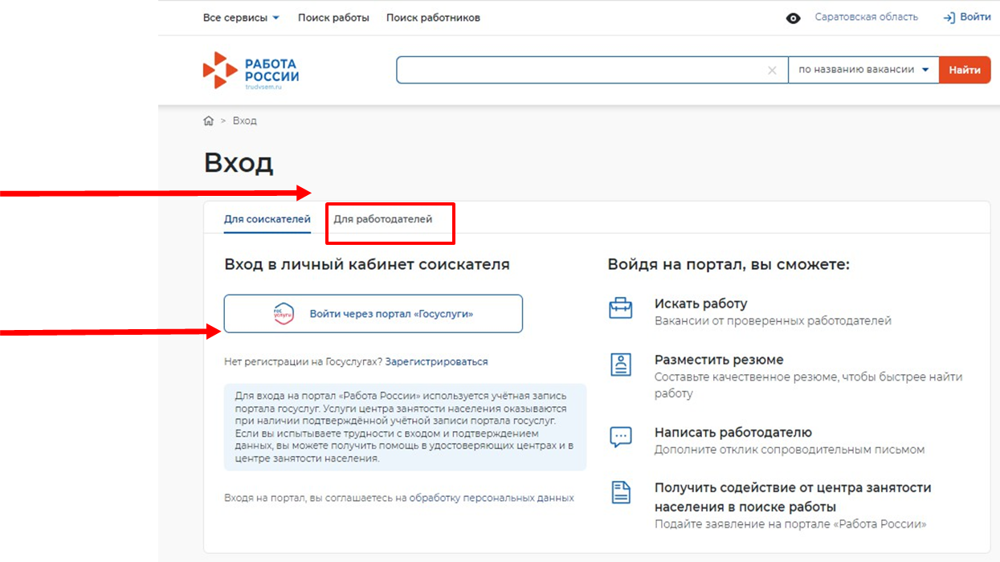 Все сервисы Поиск работы Поиск работников Саратовская область Войти
РАБОТА
РОССИИ
trudvsem.ru
по названию вакансии Найти
> Вход
Вход
Для соискателей Для работодателей
Вход в личный кабинет соискателя
гос
услуги
Войти через портал «Госуслуги»
Нет регистрации на Госуслугах? Зарегистрироваться
Для входа на портал «Работа России» используется учётная запись
портала госуслуг. Услуги центра занятости населения оказываются
при наличии подтверждённой учётной записи портала госуслуг.
Если вы испытываете трудности с входом и подтверждением
данных, вы можете получить помощь в удостоверяющих центрах и в
центре занятости населения.
Входя на портал, вы соглашаетесь на обработку персональных данных
Войдя на портал, вы сможете:
Искать работу
Вакансии от проверенных работодателей
Разместить резюме
Составьте качественное резюме, чтобы быстрее найти
работу
Написать работодателю
Дополните отклик сопроводительным письмом
Получить содействие от центра занятости
населения в поиске работы
Подайте заявление на портале «Работа России»